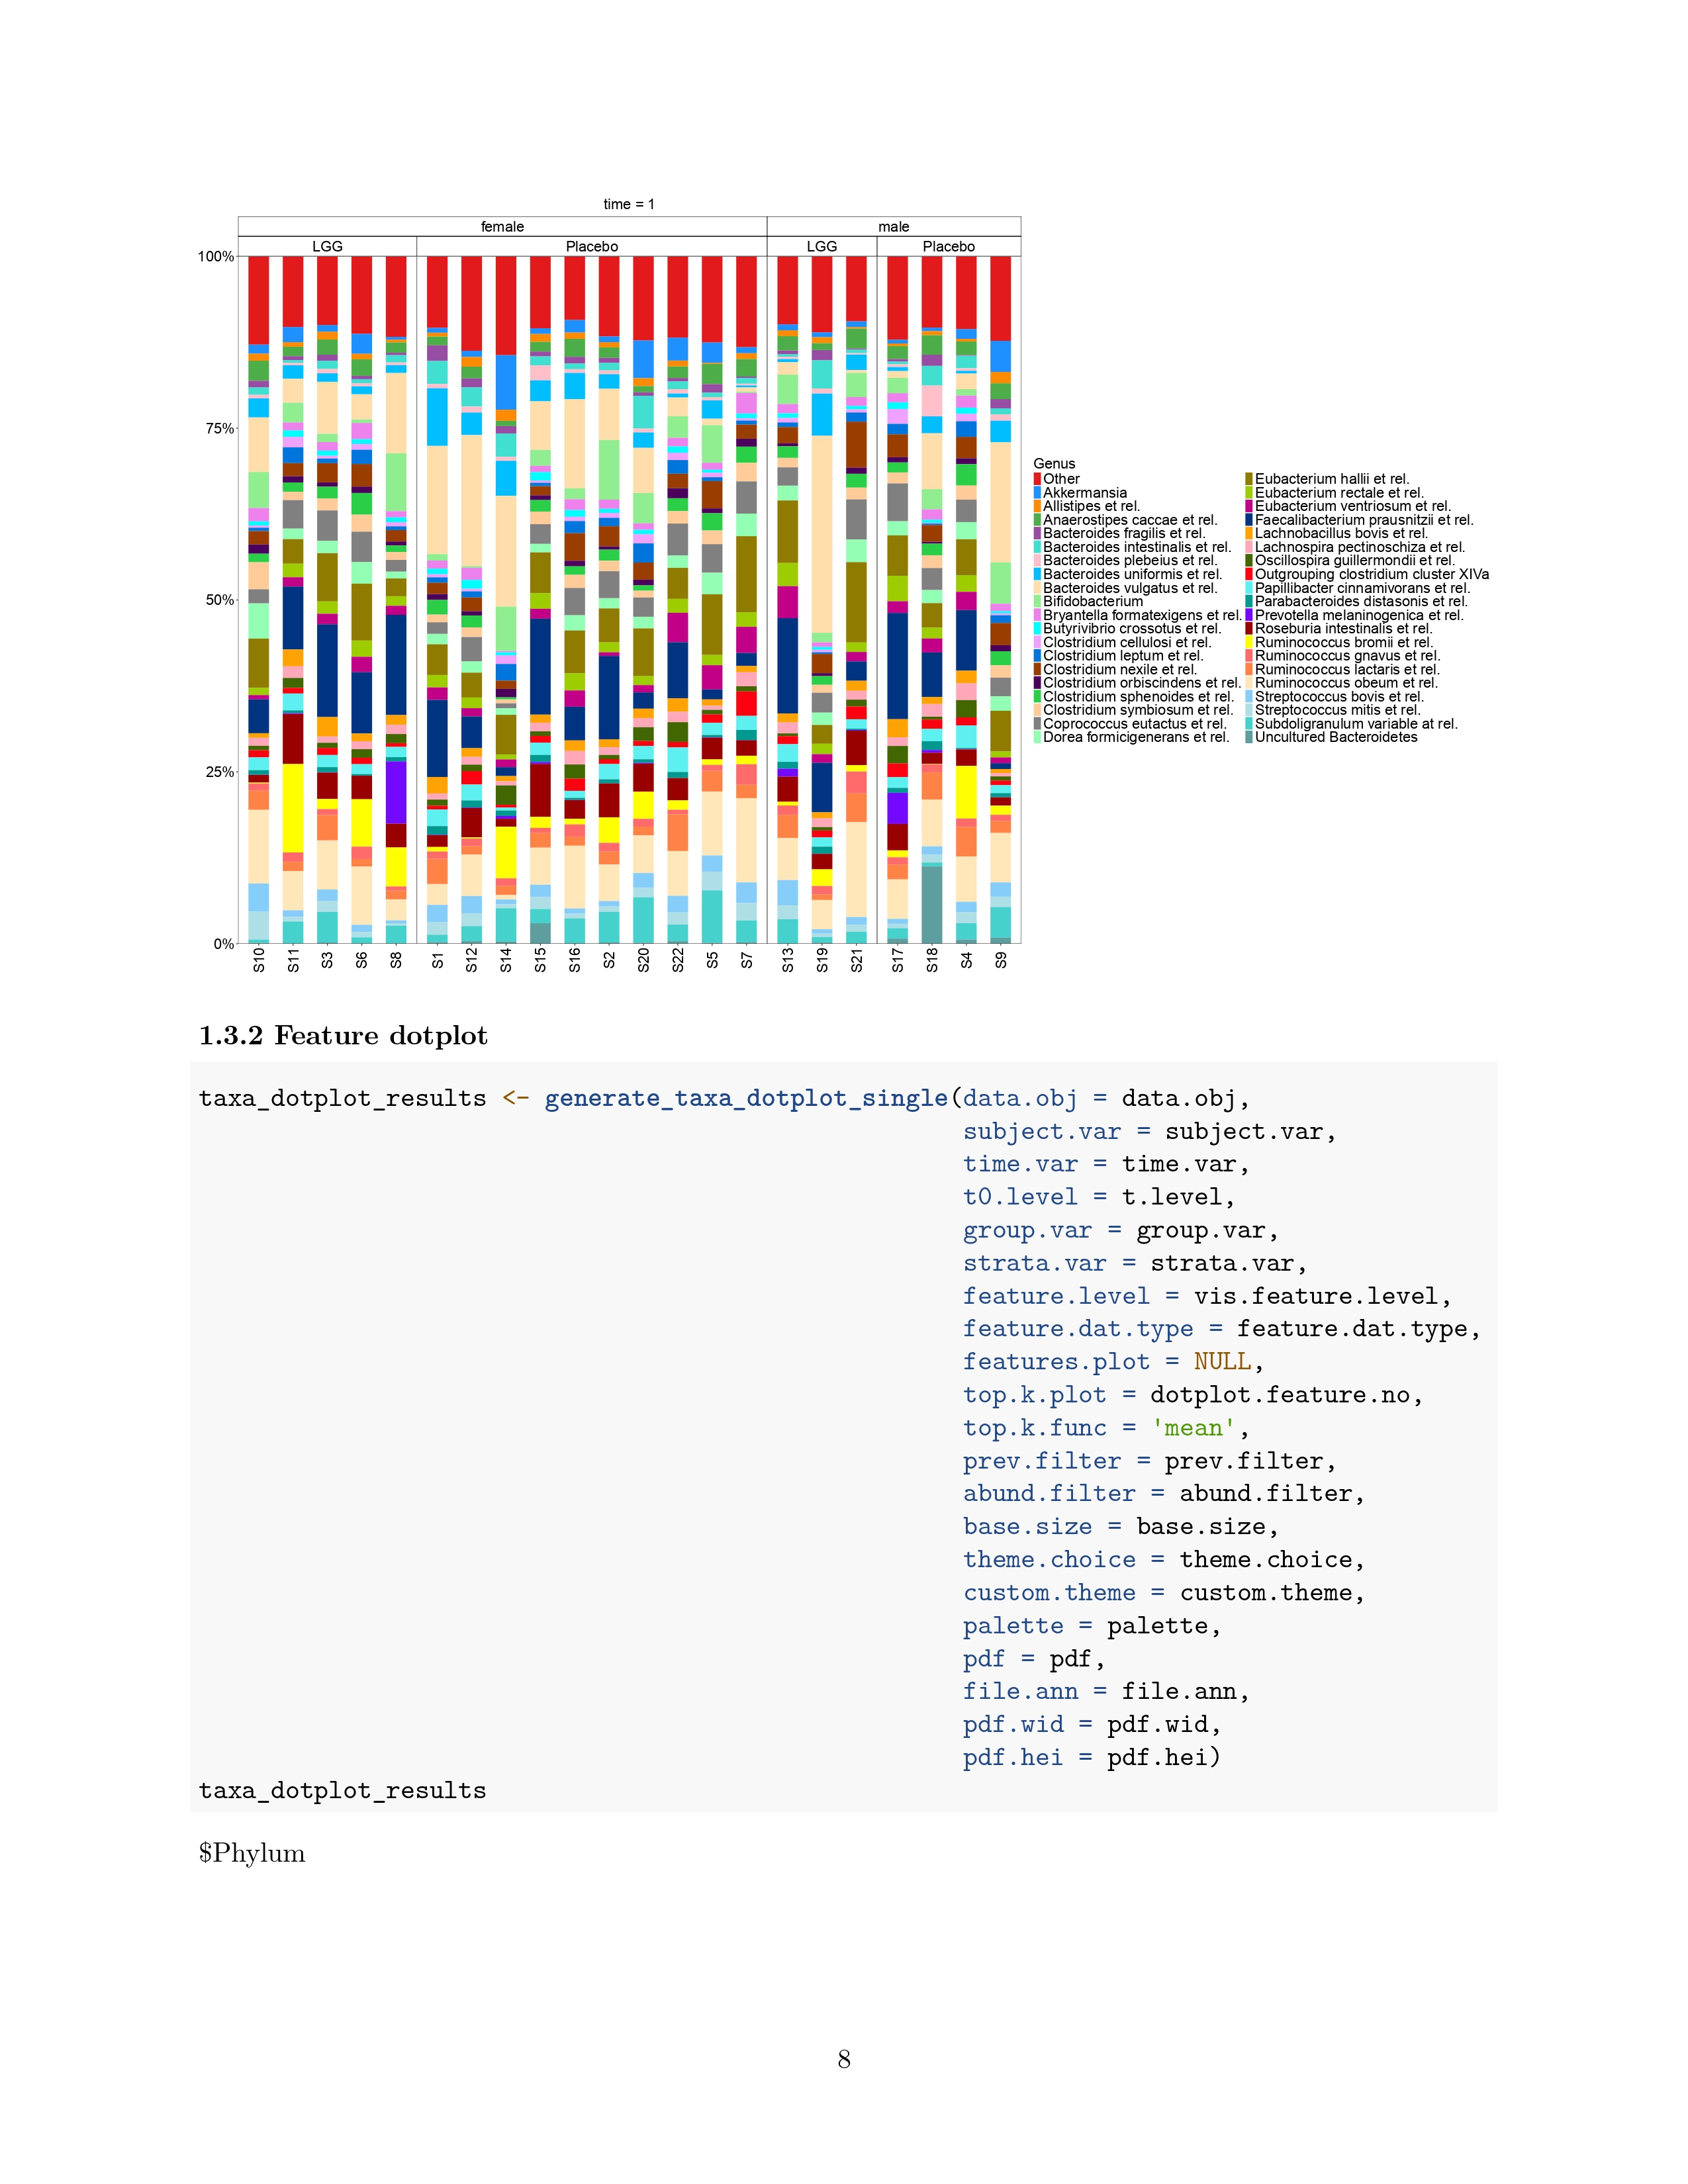 time = 1
female male
LGG Placebo LGG Placebo
100%
75%
50%
25%
0%
S10 S11 S3 S6 S8 S1 S12 S14 S15 S16 S2 S20 S22 S5 S7 S13 S19 S21 S17 S18 S4 S9
Genus
Other
Akkermansia
Allistipes et rel.
Anaerostipes caccae et rel.
Bacteroides fragilis et rel.
Bacteroides intestinalis et rel.
Bacteroides plebeius et rel.
Bacteroides uniformis et rel.
Bacteroides vulgatus et rel.
Bifidobacterium
Bryantella formatexigens et rel.
Butyrivibrio crossotus et rel.
Clostridium cellulosi et rel.
Clostridium leptum et rel.
Clostridium nexile et rel.
Clostridium orbiscindens et rel.
Clostridium sphenoides et rel.
Clostridium symbiosum et rel.
Coprococcus eutactus et rel.
Dorea formicigenerans et rel.
Eubacterium hallii et rel.
Eubacterium rectale et rel.
Eubacterium ventriosum et rel.
Faecalibacterium prausnitzii et rel.
Lachnobacillus bovis et rel.
Lachnospira pectinoschiza et rel.
Oscillospira guillermondii et rel.
Outgrouping clostridium cluster XIVa
Papillibacter cinnamivorans et rel.
Parabacteroides distasonis et rel.
Prevotella melaninogenica et rel.
Roseburia intestinalis et rel.
Ruminococcus bromii et rel.
Ruminococcus gnavus et rel.
Ruminococcus lactaris et rel.
Ruminococcus obeum et rel.
Streptococcus bovis et rel.
Streptococcus mitis et rel.
Subdoligranulum variable at rel.
Uncultured Bacteroidetes
1.3.2 Feature dotplot
taxa_dotplot_results <- generate_taxa_dotplot_single(data.obj = data.obj,
subject.var = subject.var,
time.var = time.var,
t0.level = t.level,
group.var = group.var,
strata.var = strata.var,
feature.level = vis.feature.level,
feature.dat.type = feature.dat.type,
features.plot = NULL,
top.k.plot = dotplot.feature.no,
top.k.func = 'mean',
prev.filter = prev.filter,
abund.filter = abund.filter,
base.size = base.size,
theme.choice = theme.choice,
custom.theme = custom.theme,
palette = palette,
pdf = pdf,
file.ann = file.ann,
pdf.wid = pdf.wid,
pdf.hei = pdf.hei)
taxa_dotplot_results
$Phylum
8